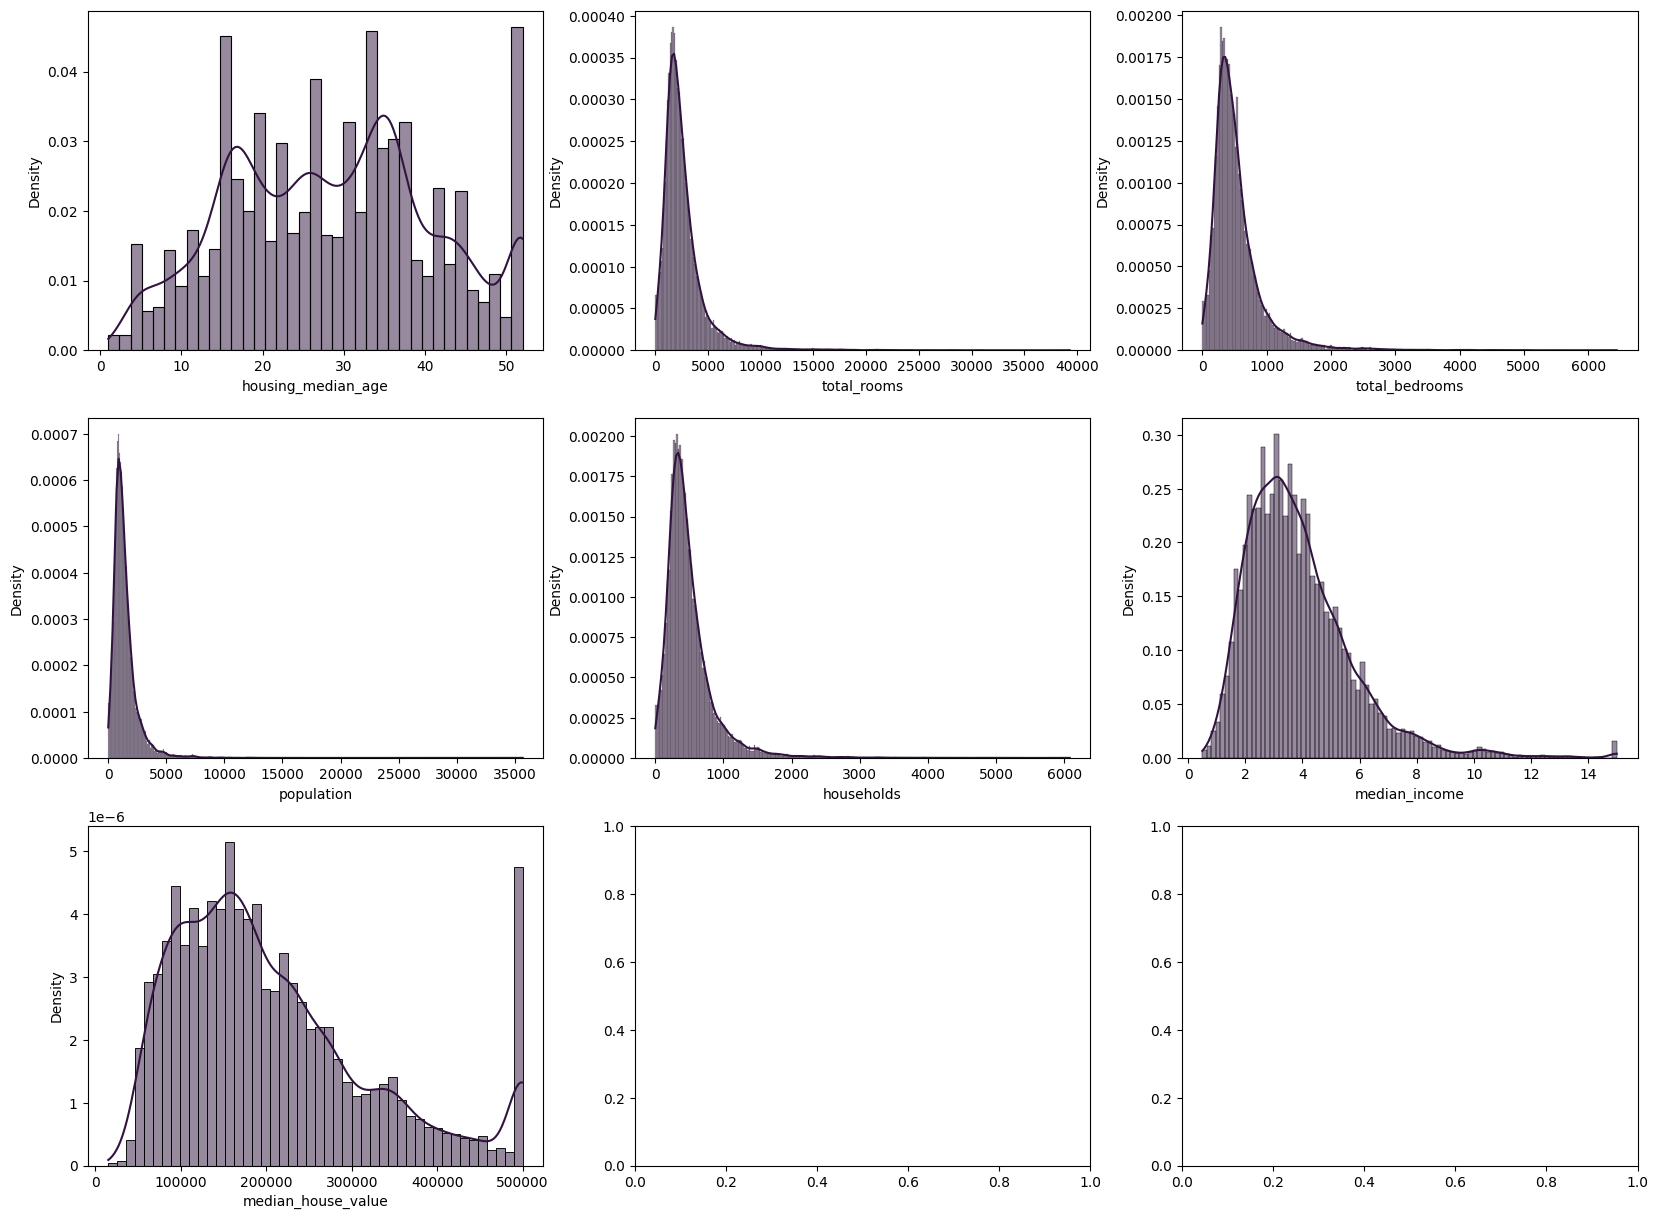 0.04
0.03
0.02
0.01
0.00
Density
0 10 20 30 40 50
housing_median_age
0.00040
0.00035
0.00030
0.00025
0.00020
0.00015
0.00010
0.00005
0.00000
Density
0 5000 10000 15000 20000 25000 30000 35000 40000
total_rooms
0.00200
0.00175
0.00150
0.00125
0.00100
0.00075
0.00050
0.00025
0.00000
Density
0 1000 2000 3000 4000 5000 6000
total_bedrooms
0.0007
0.0006
0.0005
0.0004
0.0003
0.0002
0.0001
0.0000
Density
0 5000 10000 15000 20000 25000 30000 35000
population
0.00200
0.00175
0.00150
0.00125
0.00100
0.00075
0.00050
0.00025
0.00000
Density
0 1000 2000 3000 4000 5000 6000
households
0.30
0.25
0.20
0.15
0.10
0.05
0.00
Density
0 2 4 6 8 10 12 14
median_income
1e−6
5
4
3
2
1
0
Density
0 100000 200000 300000 400000 500000
median_house_value
1.0
0.8
0.6
0.4
0.2
0.0
0.0 0.2 0.4 0.6 0.8 1.0
1.0
0.8
0.6
0.4
0.2
0.0
0.0 0.2 0.4 0.6 0.8 1.0